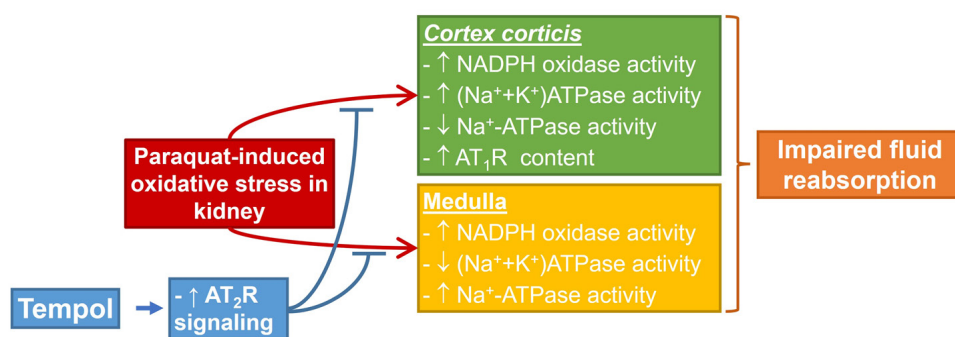 Cortex corticis
- ↑ NADPH oxidase activity
- ↑ (Na⁺+K⁺)ATPase activity
- ↓ Na⁺-ATPase activity
- ↑ AT₁R content
Paraquat-induced
oxidative stress in
kidney
Impaired fluid
reabsorption
Medulla
- ↑ NADPH oxidase activity
- ↓ (Na⁺+K⁺)ATPase activity
- ↑ Na⁺-ATPase activity
Tempol
- ↑ AT₂R
signaling